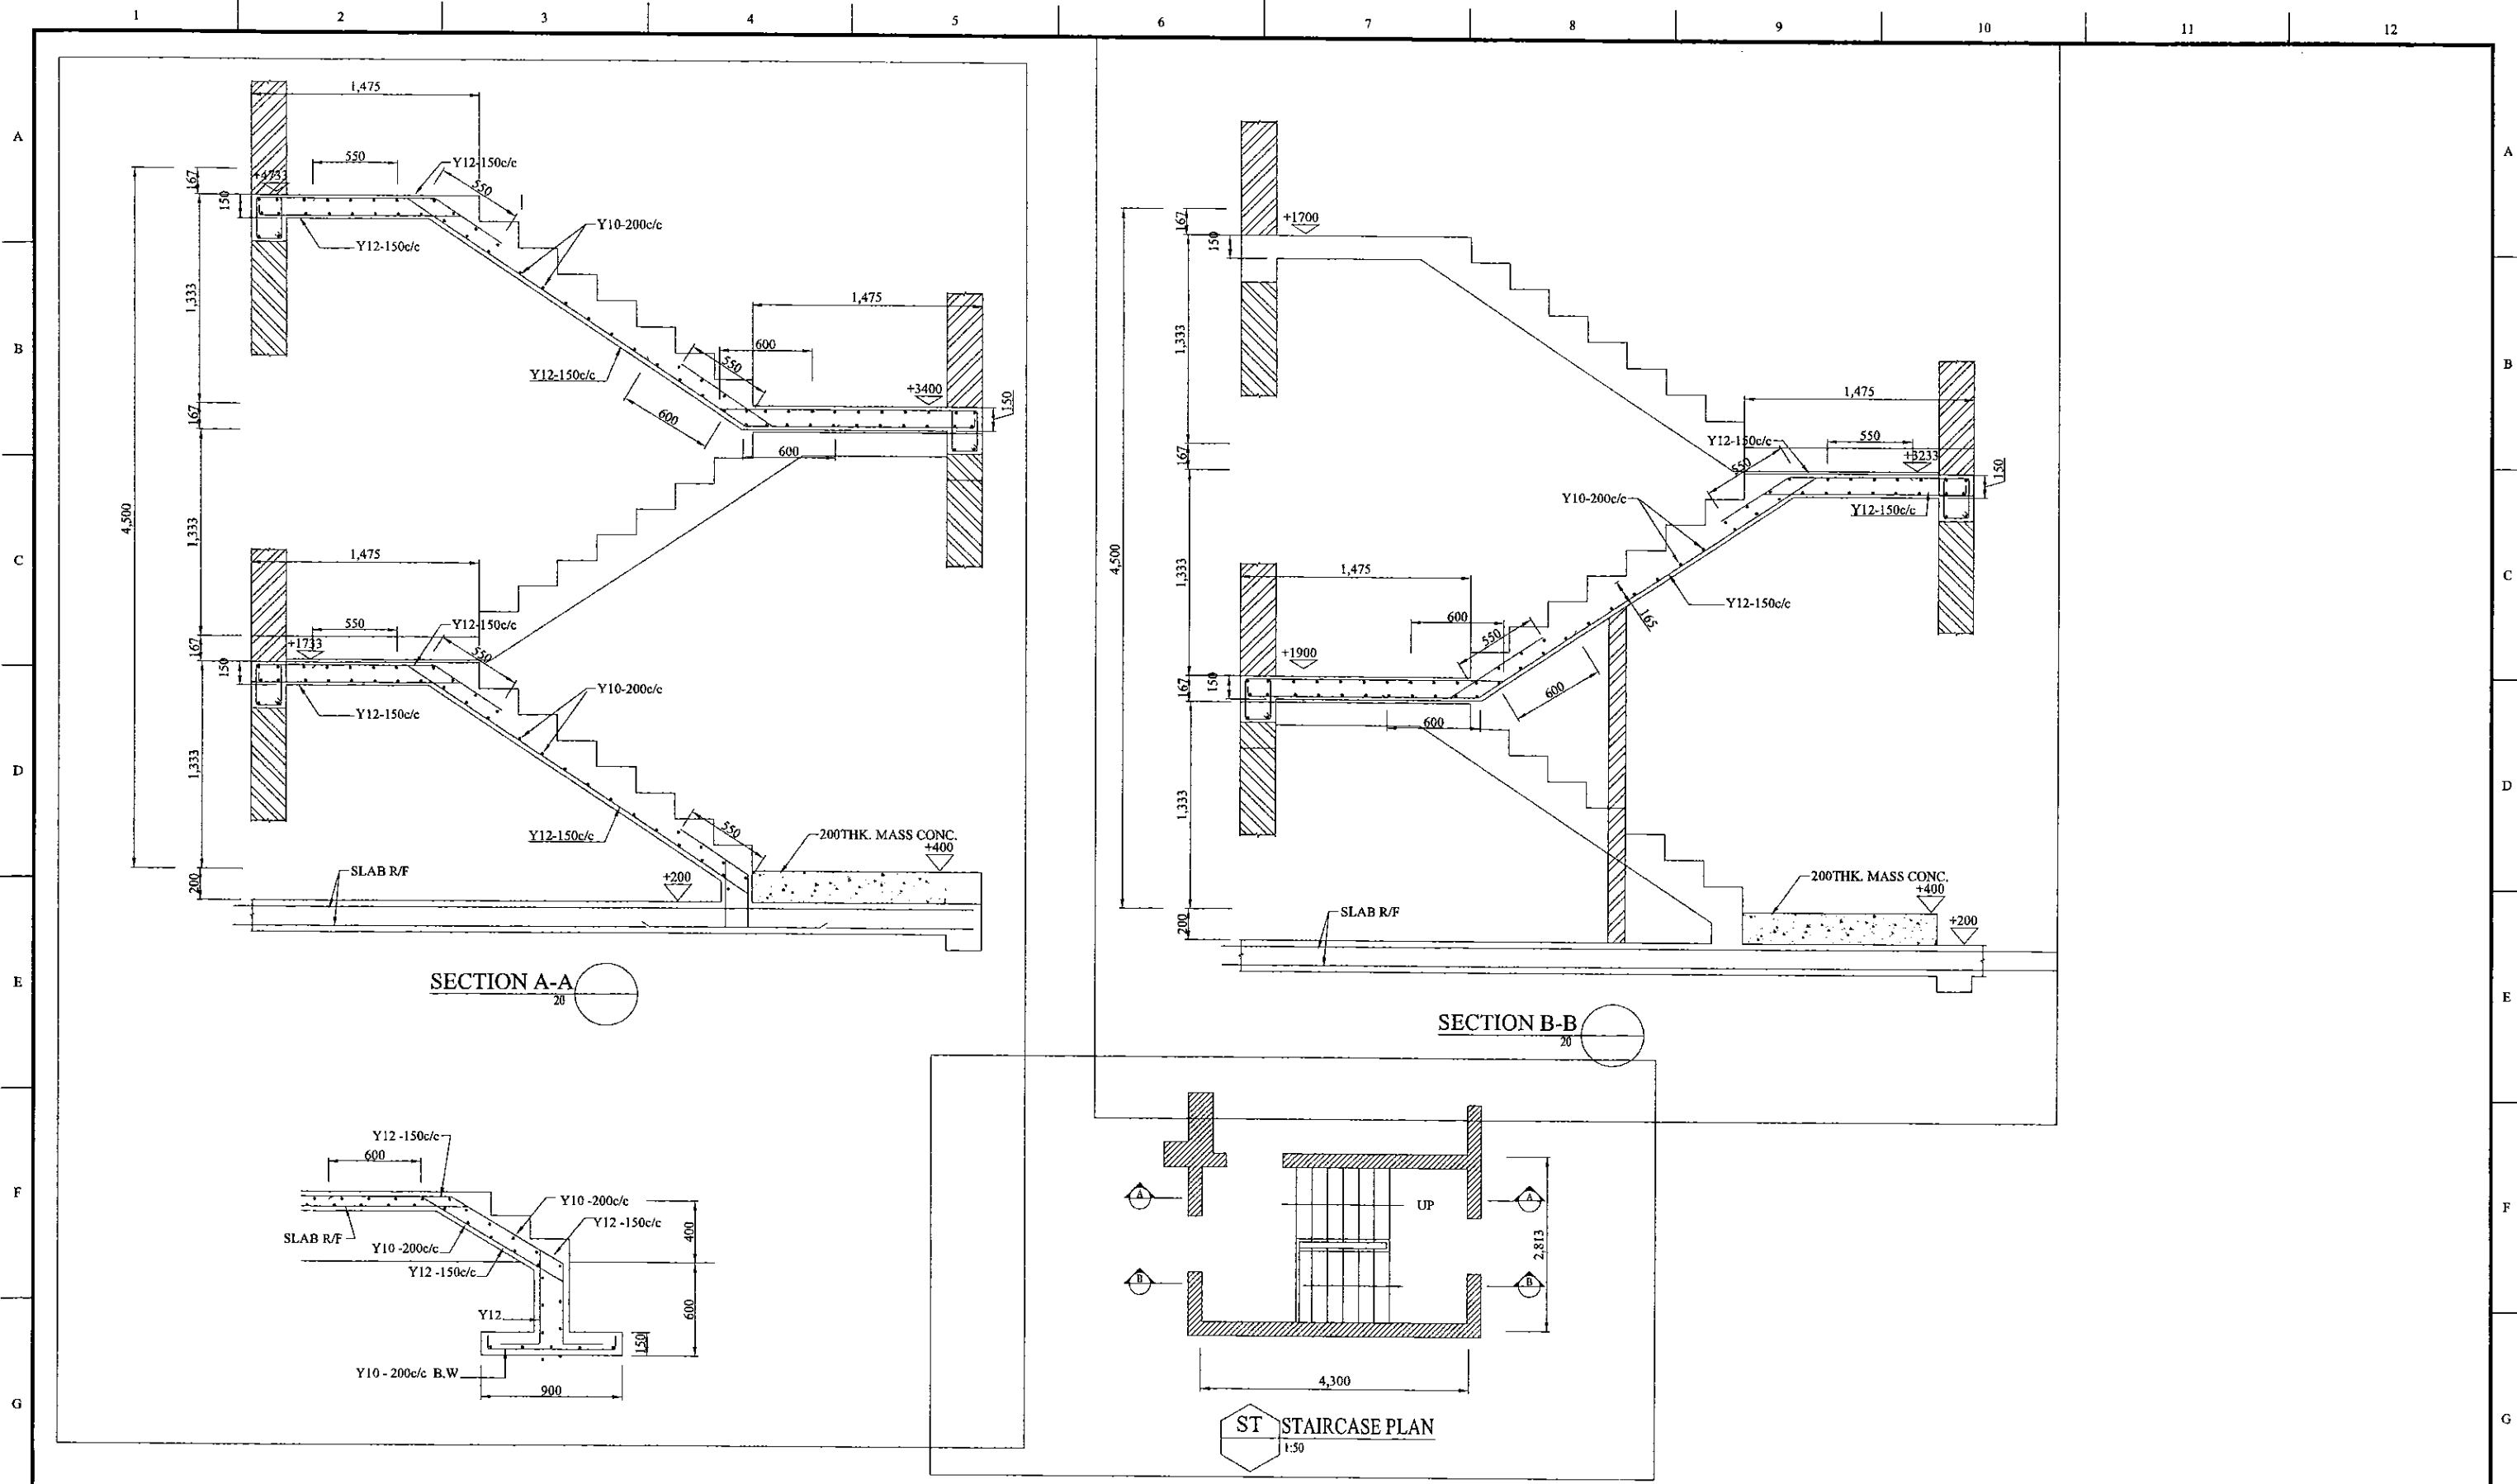 1 2 3 4 5 6 7 8 9 10 11 12
A
B
C
D
E
F
G
A
B
C
D
E
F
G
1,475
550
Y12-150c/c
550
167
+4733
150
Y10-200c/c
Y12-150c/c
1,333
1,475
600
550
Y12-150c/c
+3400
150
600
167
600
4,500
1,333
1,475
550
Y12-150c/c
167
+1733
550
150
Y10-200c/c
Y12-150c/c
1,333
550
Y12-150c/c
200THK. MASS CONC.
+400
SLAB R/F
+200
200
SECTION A-A
20
167
+1700
150
1,333
1,475
Y12-150c/c
550
167
550
+3233
150
Y10-200c/c
Y12-150c/c
4,500
1,333
1,475
Y12-150c/c
165
600
550
+1900
167
150
600
600
1,333
200THK. MASS CONC.
+400
SLAB R/F
+200
200
SECTION B-B
20
Y12 -150c/c
600
Y10 -200c/c
Y12 -150c/c
400
SLAB R/F
Y10 -200c/c
Y12 -150c/c
Y12
600
150
Y10 - 200c/c B.W
900
A
UP
A
2,813
B
B
4,300
ST STAIRCASE PLAN
1:50